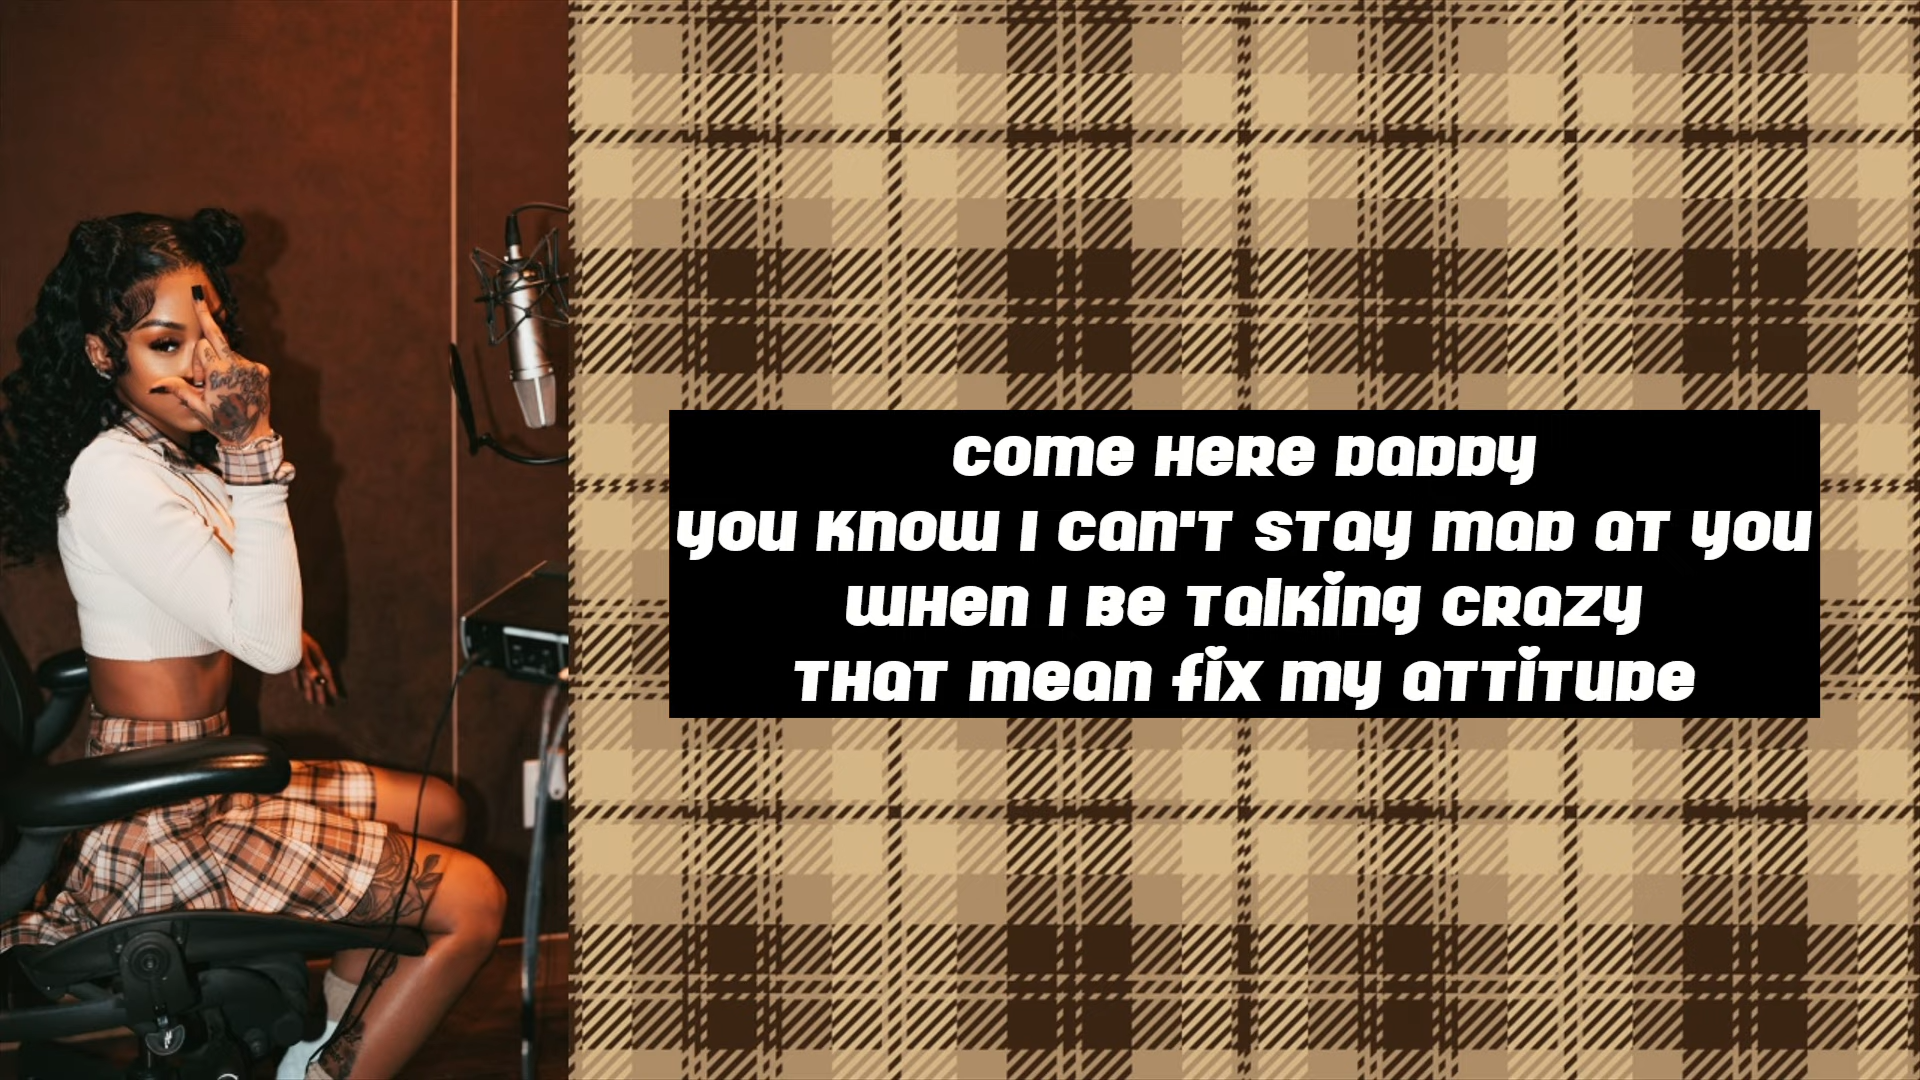 COME HERE DADDY
YOU KNOW I CAN'T STAY MAD AT YOU
WHEN I BE TALKING CRAZY
THAT MEAN FIX MY ATTITUDE